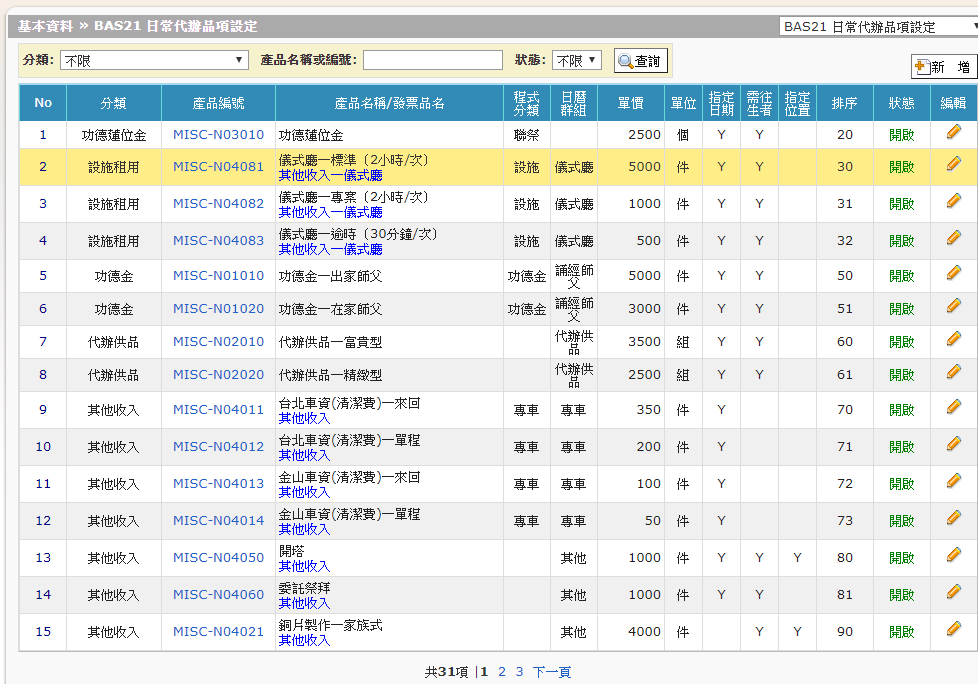 基本資料 » BAS21 日常代辦品項設定 BAS21 日常代辦品項設定
分類: 不限 產品名稱或編號: 狀態: 不限 查詢
新 增
No 分類 產品編號 產品名稱/發票品名 程式分類 日曆群組 單價 單位 指定日期 需往生者 指定位置 排序 狀態 編輯
1 功德蓮位金 MISC-N03010 功德蓮位金 聯祭 2500 個 Y Y 20 開啟
2 設施租用 MISC-N04081 儀式廳—標準〔2小時/次〕 設施 儀式廳 5000 件 Y Y 30 開啟
其他收入—儀式廳
3 設施租用 MISC-N04082 儀式廳—專案〔2小時/次〕 設施 儀式廳 1000 件 Y Y 31 開啟
其他收入—儀式廳
4 設施租用 MISC-N04083 儀式廳—逾時〔30分鐘/次〕 設施 儀式廳 500 件 Y Y 32 開啟
其他收入—儀式廳
5 功德金 MISC-N01010 功德金—出家師父 功德金 誦經師父 5000 件 Y Y 50 開啟
6 功德金 MISC-N01020 功德金—在家師父 功德金 誦經師父 3000 件 Y Y 51 開啟
7 代辦供品 MISC-N02010 代辦供品—富貴型 代辦供品 3500 組 Y Y 60 開啟
8 代辦供品 MISC-N02020 代辦供品—精緻型 代辦供品 2500 組 Y Y 61 開啟
9 其他收入 MISC-N04011 台北車資(清潔費)—來回 專車 專車 350 件 Y 70 開啟
其他收入
10 其他收入 MISC-N04012 台北車資(清潔費)—單程 專車 專車 200 件 Y 71 開啟
其他收入
11 其他收入 MISC-N04013 金山車資(清潔費)—來回 專車 專車 100 件 Y 72 開啟
其他收入
12 其他收入 MISC-N04014 金山車資(清潔費)—單程 專車 專車 50 件 Y 73 開啟
其他收入
13 其他收入 MISC-N04050 開塔 其他 1000 件 Y Y Y 80 開啟
其他收入
14 其他收入 MISC-N04060 委託祭拜 其他 1000 件 Y Y 81 開啟
其他收入
15 其他收入 MISC-N04021 銅片製作—家族式 其他 4000 件 Y Y 90 開啟
其他收入
共31項 |1 2 3 下一頁